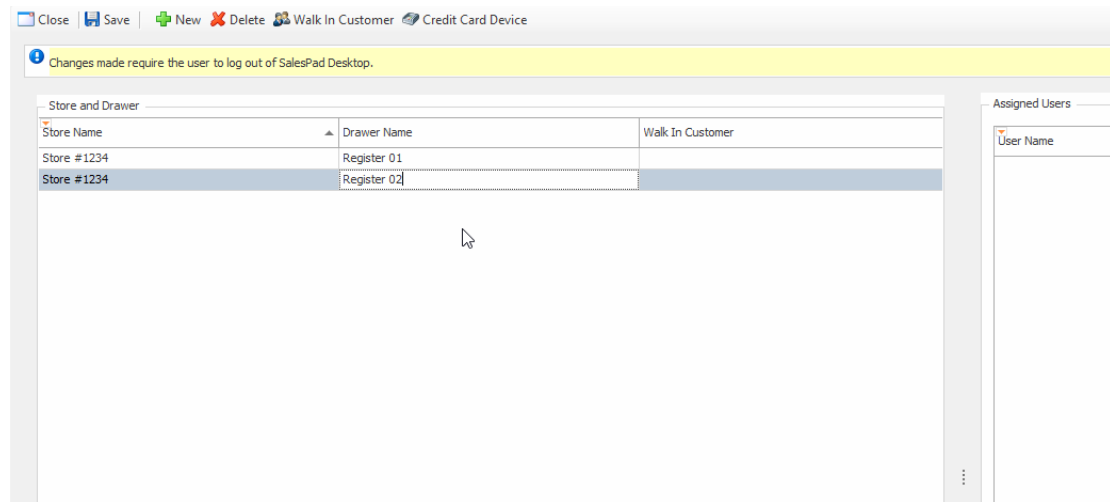 Close Save New Delete Walk In Customer Credit Card Device
Changes made require the user to log out of SalesPad Desktop.
Store and Drawer
Store Name Drawer Name Walk In Customer
Store #1234 Register 01
Store #1234 Register 02
Assigned Users
User Name